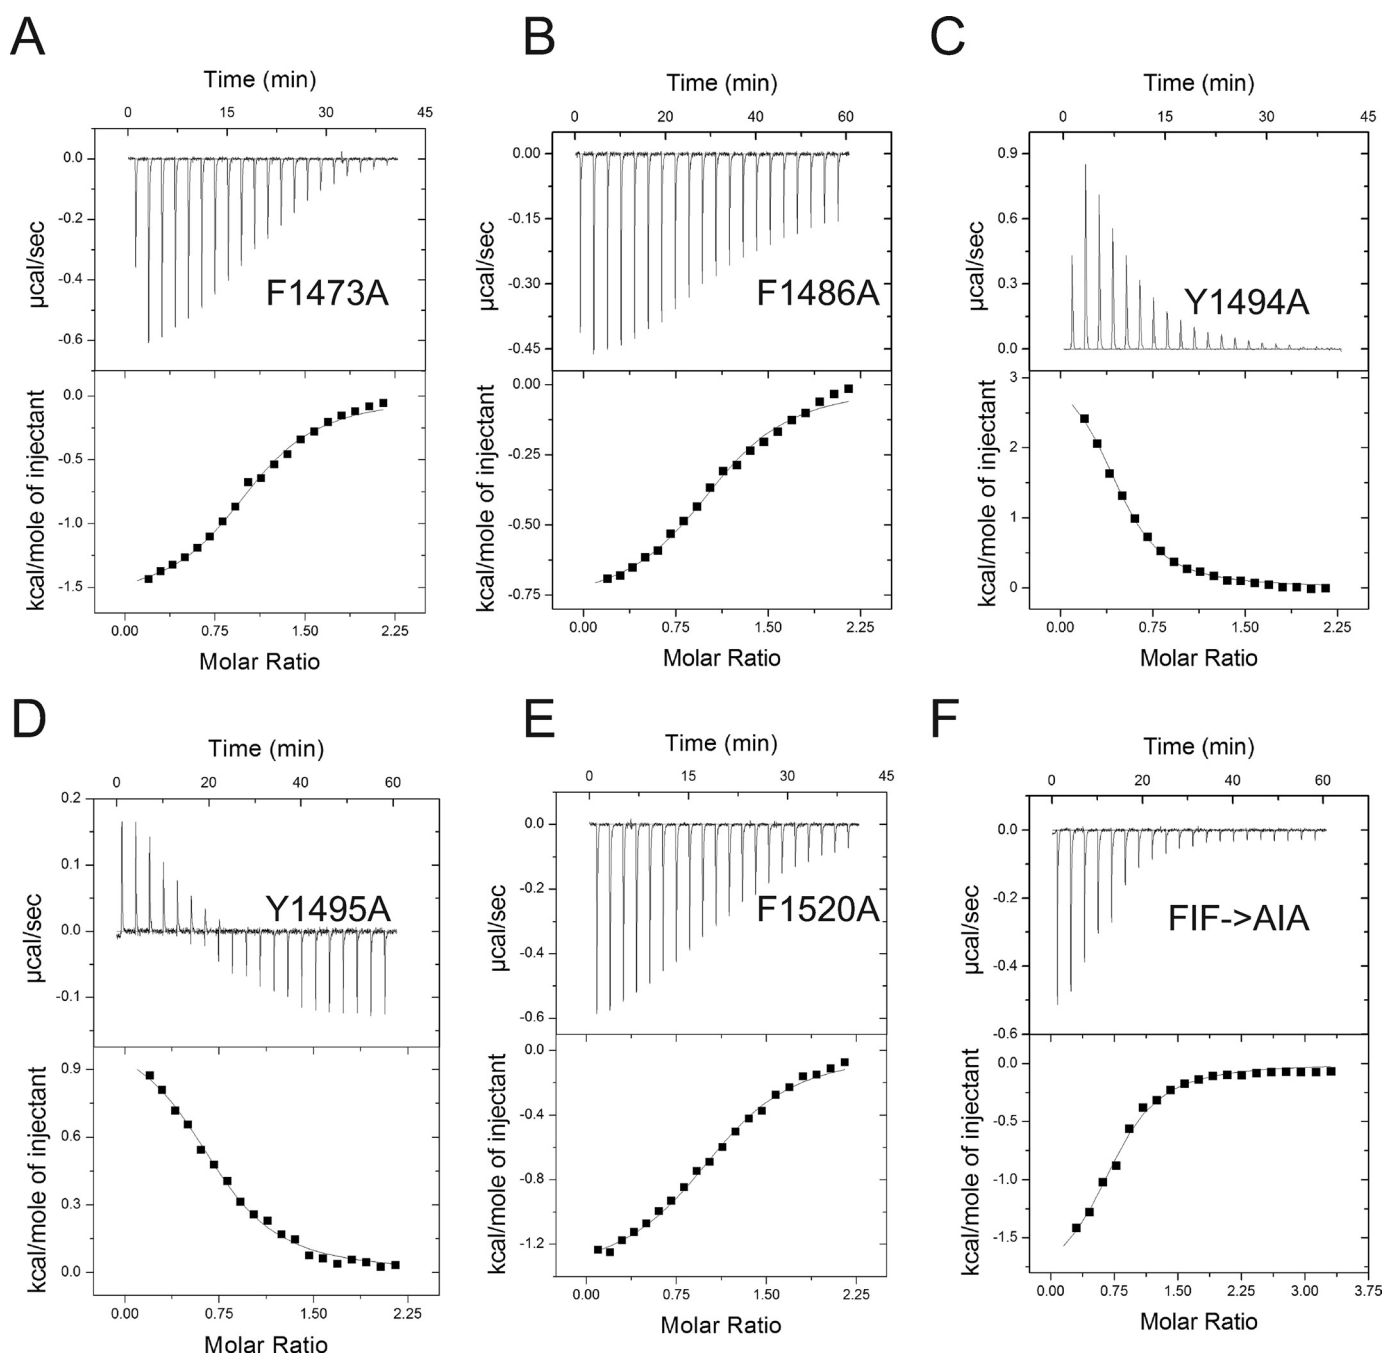 A
Time (min)
0 15 30 45
0.0
-0.2
-0.4
-0.6
µcal/sec
F1473A
0.0
-0.5
-1.0
-1.5
kcal/mole of injectant
0.00 0.75 1.50 2.25
Molar Ratio
B
Time (min)
0 20 40 60
0.00
-0.15
-0.30
-0.45
µcal/sec
F1486A
0.00
-0.25
-0.50
-0.75
kcal/mole of injectant
0.00 0.75 1.50 2.25
Molar Ratio
C
Time (min)
0 15 30 45
0.9
0.6
0.3
0.0
µcal/sec
Y1494A
3
2
1
0
kcal/mole of injectant
0.00 0.75 1.50 2.25
Molar Ratio
D
Time (min)
0 20 40 60
0.2
0.1
0.0
-0.1
µcal/sec
Y1495A
0.9
0.6
0.3
0.0
kcal/mole of injectant
0.00 0.75 1.50 2.25
Molar Ratio
E
Time (min)
0 15 30 45
0.0
-0.2
-0.4
-0.6
µcal/sec
F1520A
0.0
-0.4
-0.8
-1.2
kcal/mole of injectant
0.00 0.75 1.50 2.25
Molar Ratio
F
Time (min)
0 20 40 60
0.0
-0.2
-0.4
-0.6
µcal/sec
FIF->AIA
0.0
-0.5
-1.0
-1.5
kcal/mole of injectant
0.00 0.75 1.50 2.25 3.00 3.75
Molar Ratio